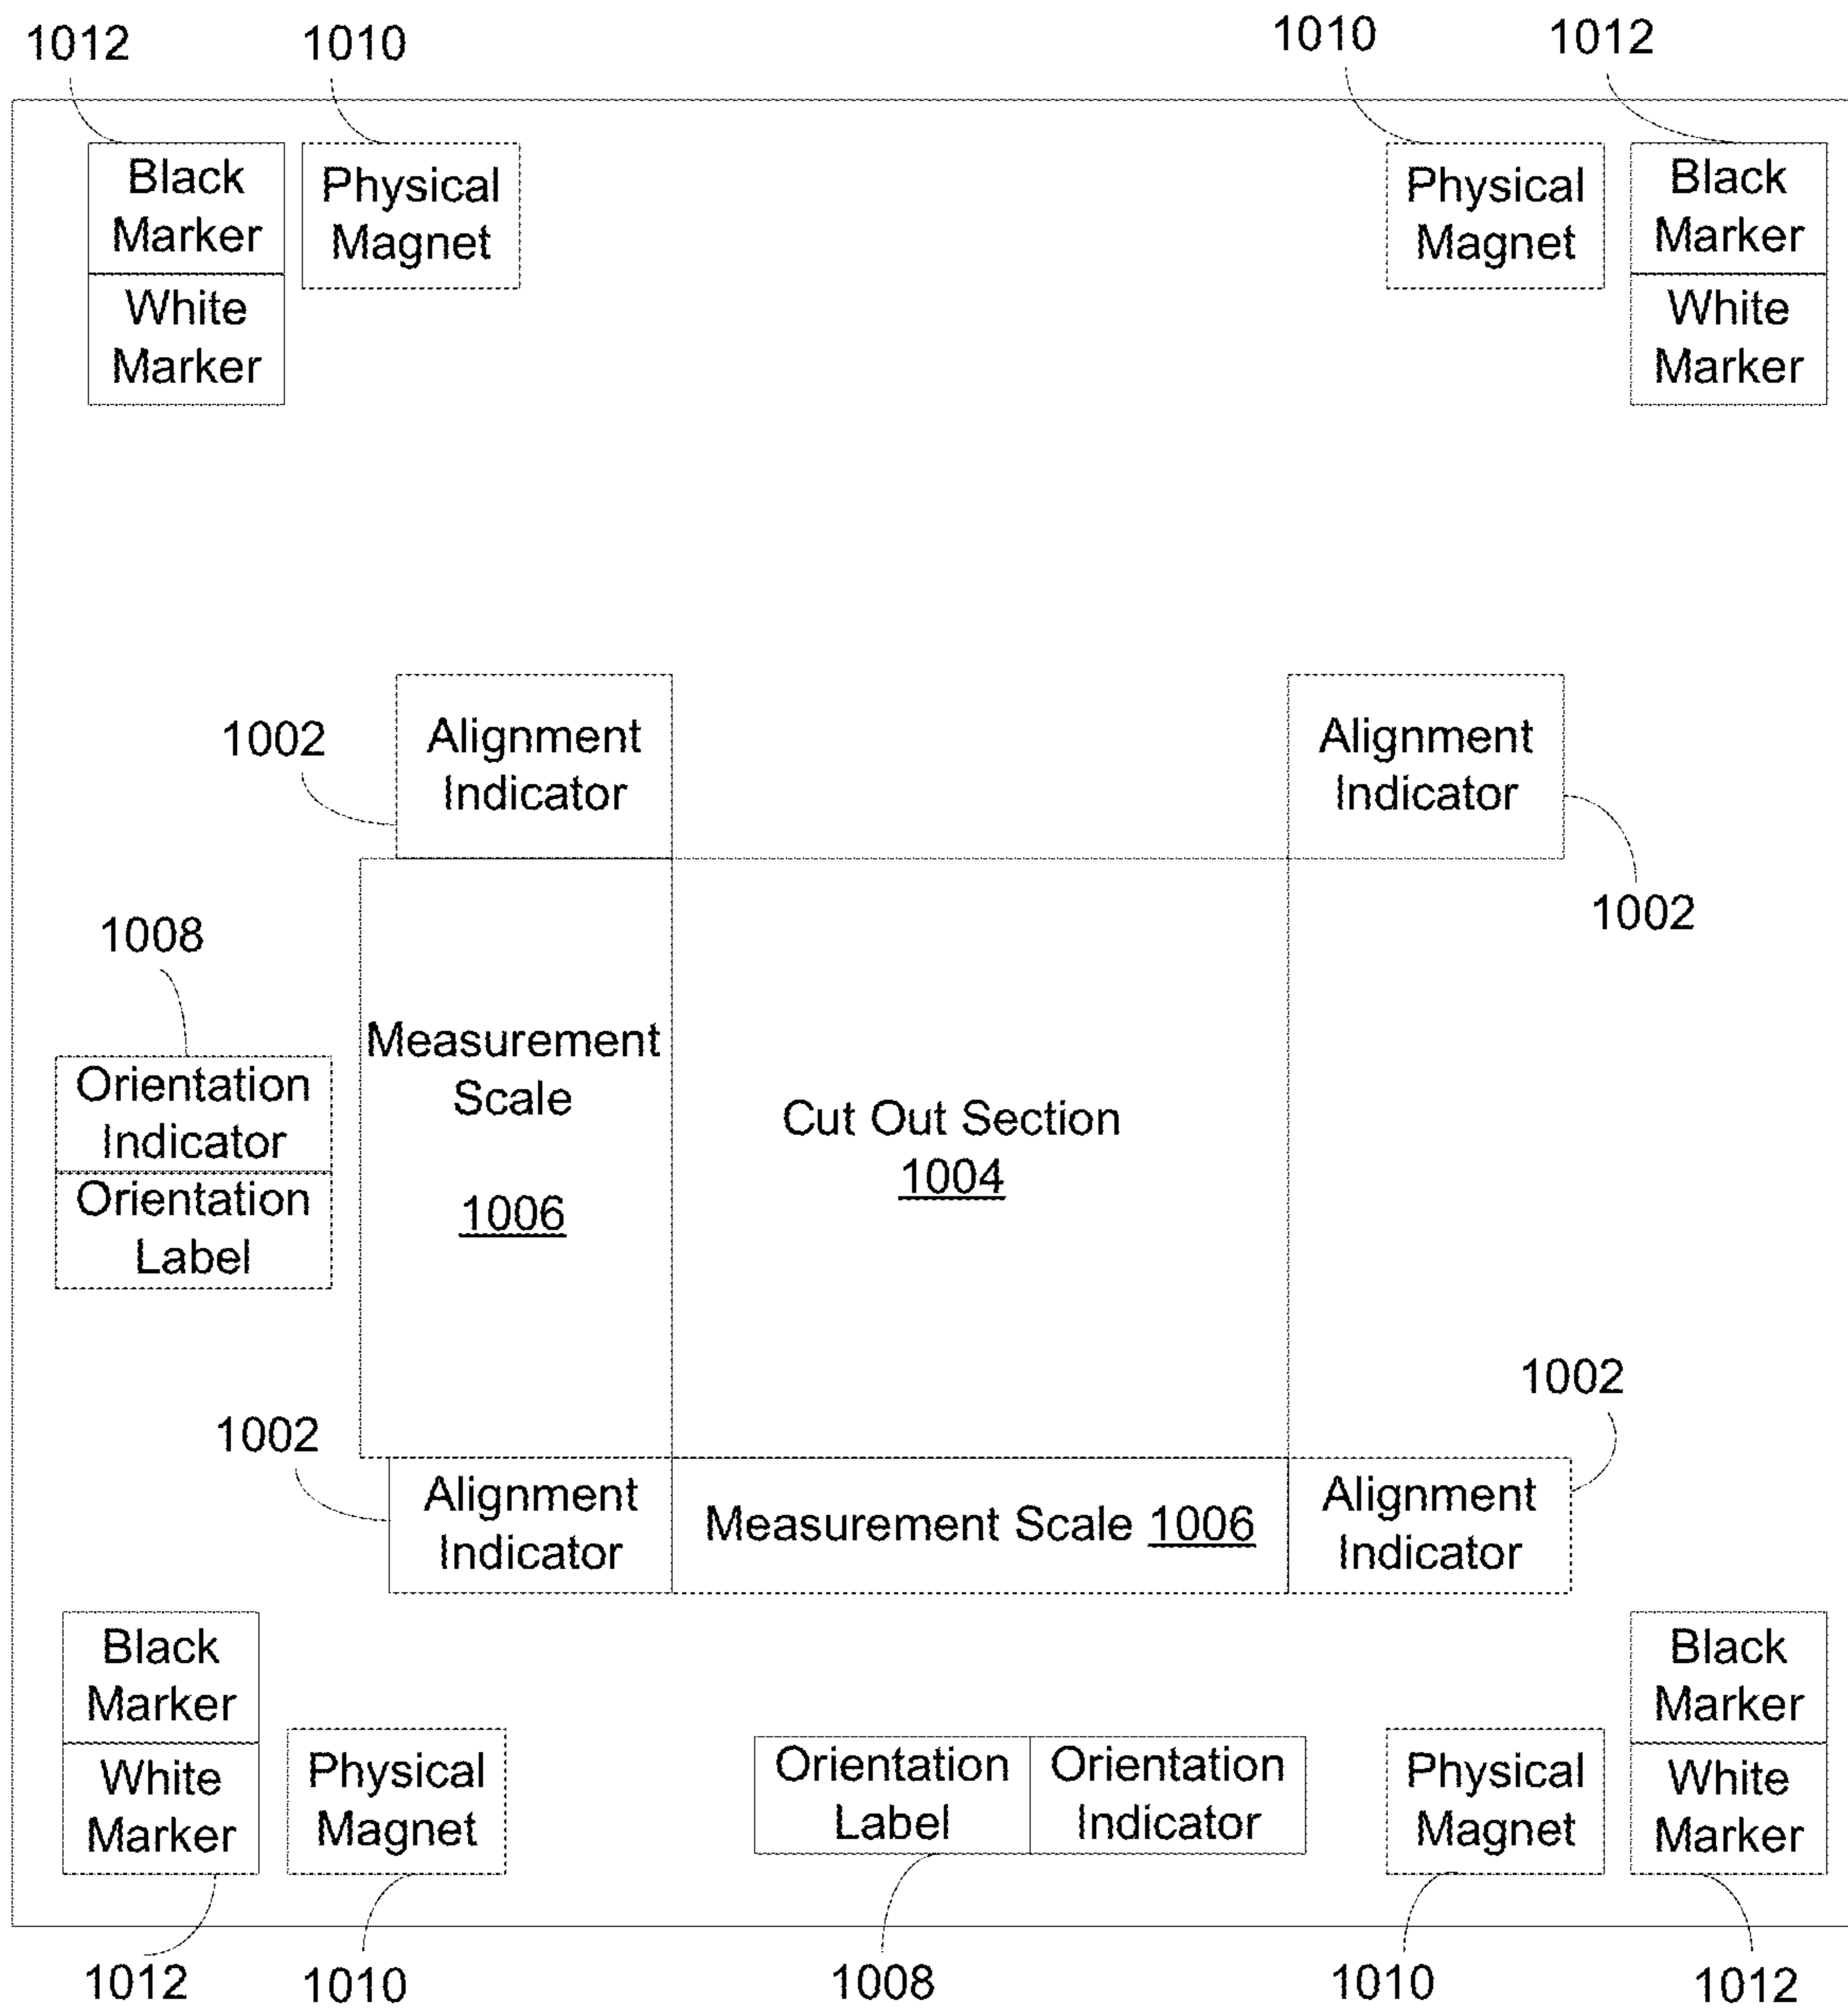 1012
1010
1010
1012
Black
Marker
White
Marker
Physical
Magnet
Physical
Magnet
Black
Marker
White
Marker
1002
Alignment
Indicator
Alignment
Indicator
1002
1008
Orientation
Indicator
Orientation
Label
Measurement
Scale
1006
Cut Out Section
1004
1002
1002
Alignment
Indicator
Measurement Scale 1006
Alignment
Indicator
Black
Marker
White
Marker
Physical
Magnet
Orientation
Label
Orientation
Indicator
Physical
Magnet
Black
Marker
White
Marker
1012
1010
1008
1010
1012